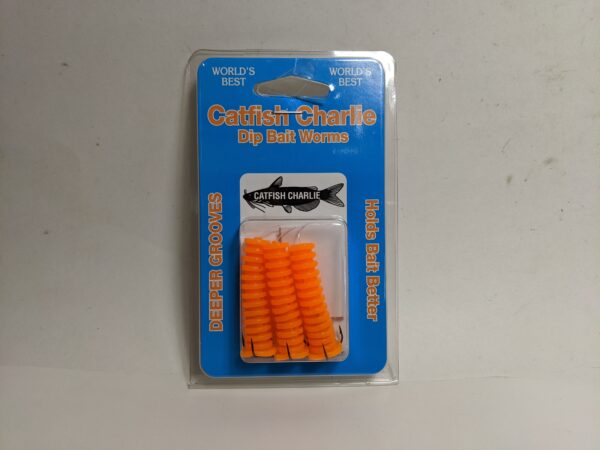 WORLD'S
BEST
WORLD'S
BEST
Catfish Charlie
Dip Bait Worms
CATFISH CHARLIE
DEEPER GROOVES
Holds Bait Better